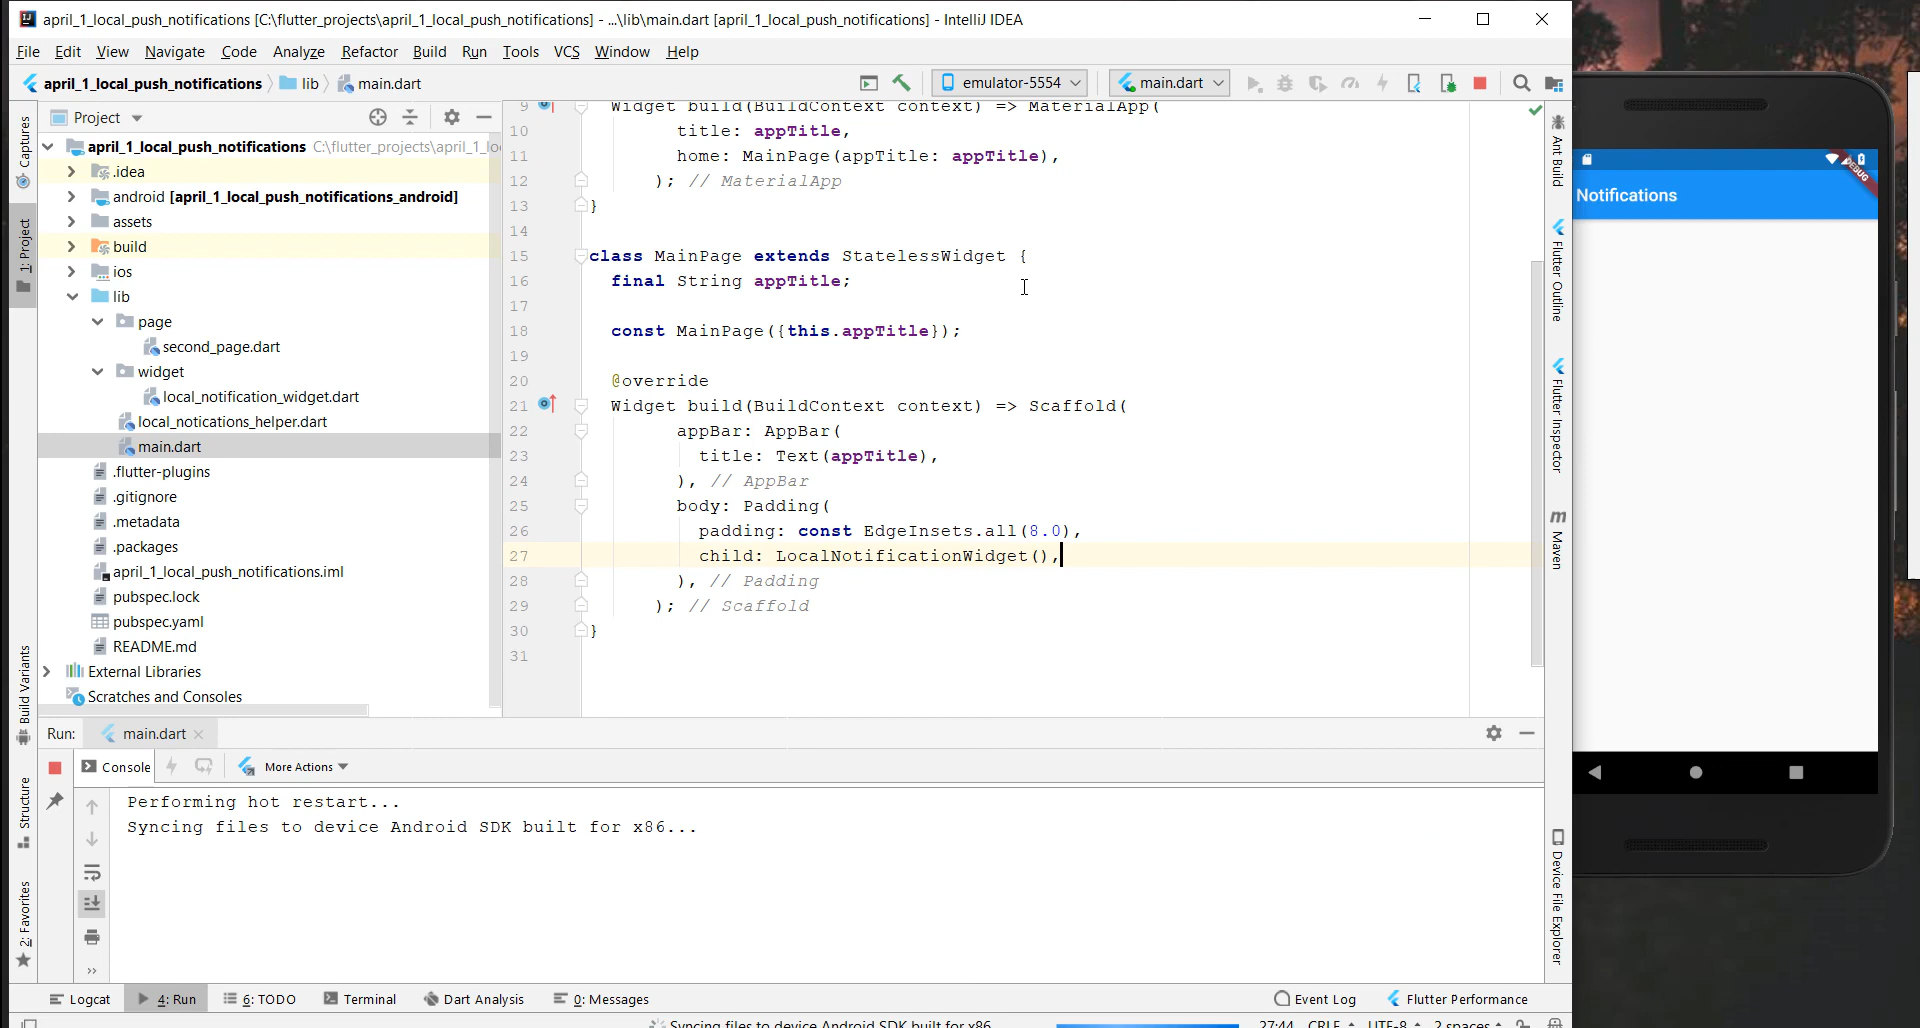 april_1_local_push_notifications [C:\flutter_projects\april_1_local_push_notifications] - ...\lib\main.dart [april_1_local_push_notifications] - IntelliJ IDEA
File Edit View Navigate Code Analyze Refactor Build Run Tools VCS Window Help
april_1_local_push_notifications lib main.dart emulator-5554 main.dart
Project
april_1_local_push_notifications C:\flutter_projects\april_1_lo
.idea
android [april_1_local_push_notifications_android]
assets
build
ios
lib
page
second_page.dart
widget
local_notification_widget.dart
local_notications_helper.dart
main.dart
.flutter-plugins
.gitignore
.metadata
.packages
april_1_local_push_notifications.iml
pubspec.lock
pubspec.yaml
README.md
External Libraries
Scratches and Consoles
Captures
1: Project
Build Variants
Structure
2: Favorites
9 Widget build(BuildContext context) => MaterialApp(
10 title: appTitle,
11 home: MainPage(appTitle: appTitle),
12 ); // MaterialApp
13 }
14
15 class MainPage extends StatelessWidget {
16 final String appTitle;
17
18 const MainPage({this.appTitle});
19
20 @override
21 Widget build(BuildContext context) => Scaffold(
22 appBar: AppBar(
23 title: Text(appTitle),
24 ), // AppBar
25 body: Padding(
26 padding: const EdgeInsets.all(8.0),
27 child: LocalNotificationWidget(),
28 ), // Padding
29 ); // Scaffold
30 }
31
Ant Build
Flutter Outline
Flutter Inspector
Maven
Device File Explorer
Notifications
DEBUG
Run: main.dart
Console More Actions
Performing hot restart...
Syncing files to device Android SDK built for x86...
Logcat 4: Run 6: TODO Terminal Dart Analysis 0: Messages Event Log Flutter Performance
Syncing files to device Android SDK built for x86 27:44 CRLF UTF-8 2 spaces